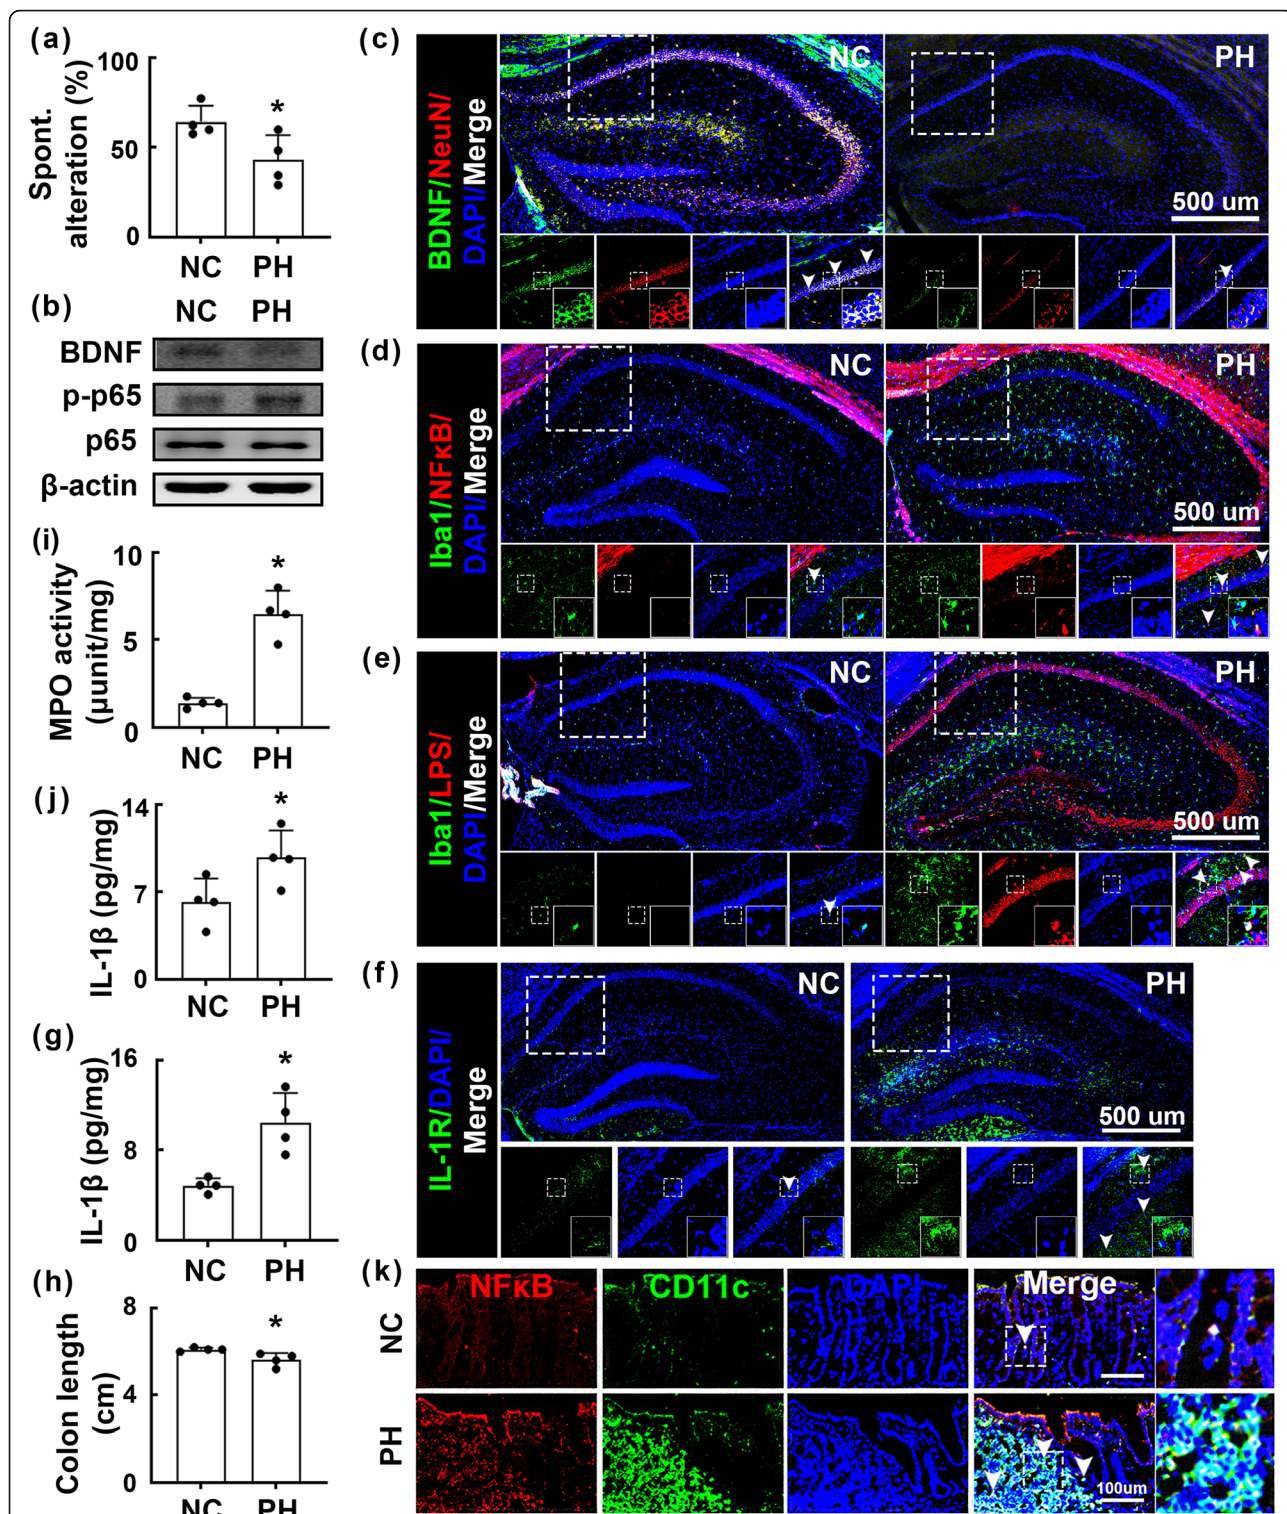 (a)
Spont.
alteration (%)
100
50
0
*
NC PH
(b)
NC PH
BDNF
p-p65
p65
β-actin
(i)
MPO activity
(µunit/mg)
10
5
0
*
NC PH
(j)
IL-1β (pg/mg)
14
7
0
*
NC PH
(g)
IL-1β (pg/mg)
16
8
0
*
NC PH
(h)
Colon length
(cm)
8
4
0
*
NC PH
(c)
BDNF/NeuN/
DAPI/Merge
NC
PH
500 um
(d)
Iba1/NFκB/
DAPI/Merge
NC
PH
500 um
(e)
Iba1/LPS/
DAPI/Merge
NC
PH
500 um
(f)
IL-1R/DAPI/
Merge
NC
PH
500 um
(k)
NFκB CD11c DAPI Merge
NC
PH
100um